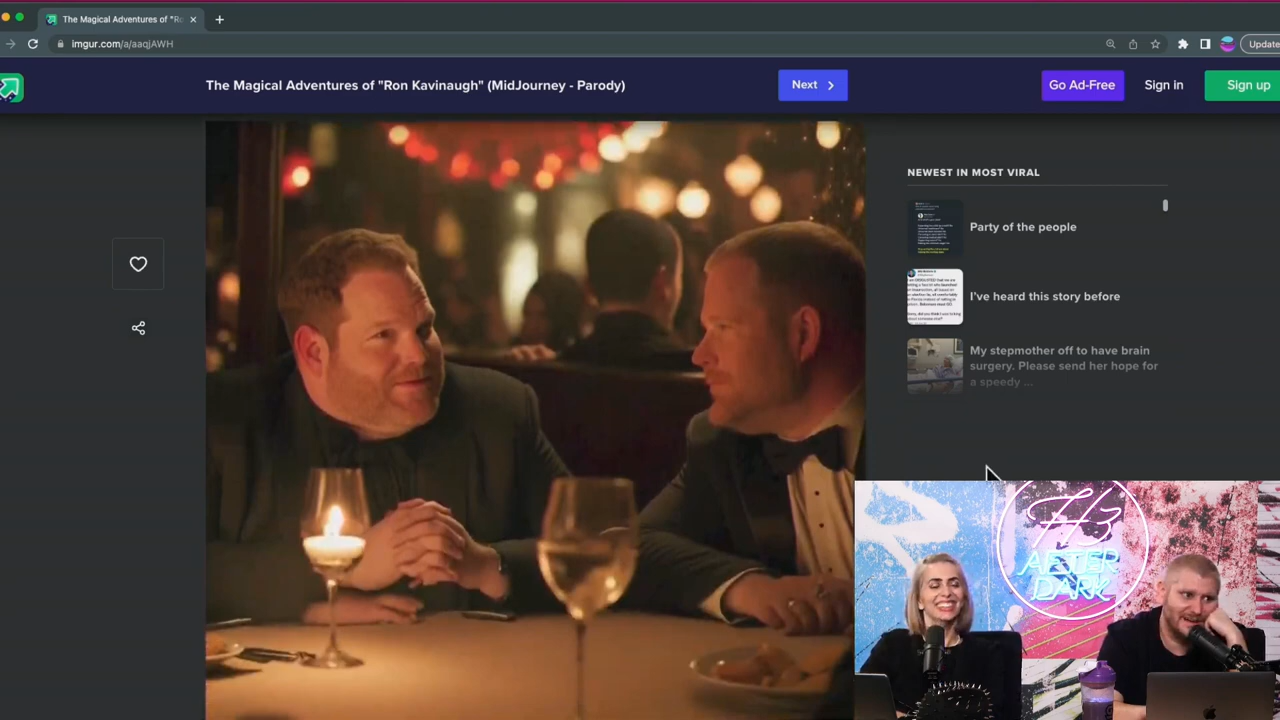 The Magical Adventures of "Ro
imgur.com/a/aaqjAWH
Update
The Magical Adventures of "Ron Kavinaugh" (MidJourney - Parody)
Next
Go Ad-Free
Sign in
Sign up
NEWEST IN MOST VIRAL
Party of the people
I've heard this story before
My stepmother off to have brain
surgery. Please send her hope for
a speedy ...
H3
AFTER
DARK